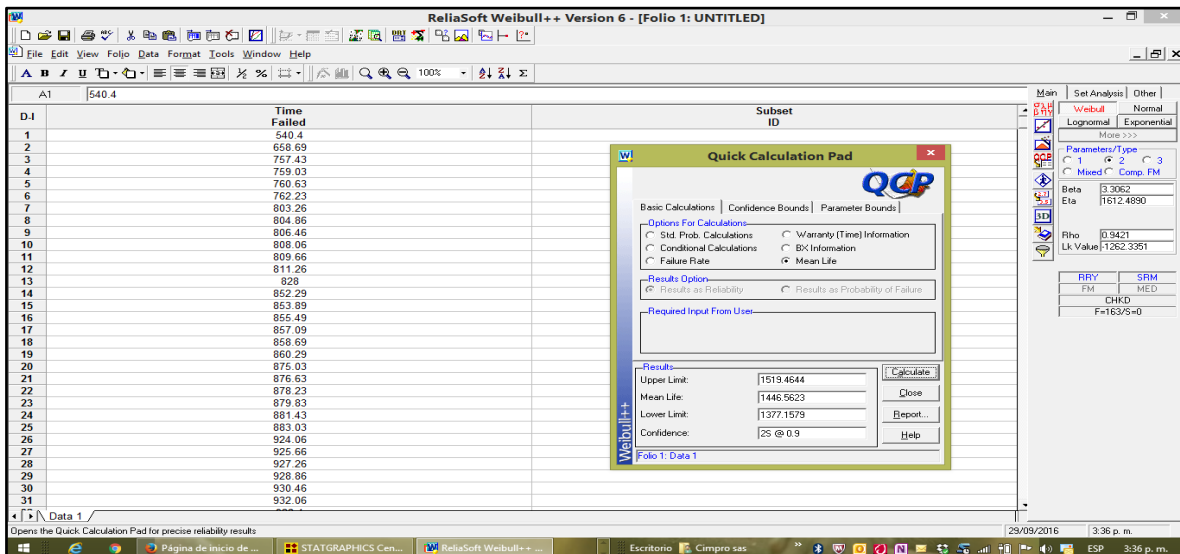 ReliaSoft Weibull++ Version 6 - [Folio 1: UNTITLED]
File Edit View Folio Data Format Tools Window Help
A B I U 100%
A1 540.4
D-I Time Failed Subset ID
1 540.4
2 658.69
3 757.43
4 759.03
5 760.63
6 762.23
7 803.26
8 804.86
9 806.46
10 808.06
11 809.66
12 811.26
13 828
14 852.29
15 853.89
16 855.49
17 857.09
18 858.69
19 860.29
20 875.03
21 876.63
22 878.23
23 879.83
24 881.43
25 883.03
26 924.06
27 925.66
28 927.26
29 928.86
30 930.46
31 932.06
Data 1
Quick Calculation Pad
QCP
Basic Calculations Confidence Bounds Parameter Bounds
Options For Calculations
Std. Prob. Calculations Warranty (Time) Information
Conditional Calculations BX Information
Failure Rate Mean Life
Results Option
Results as Reliability Results as Probability of Failure
Required Input From User
Results
Upper Limit: 1519.4644 Calculate
Mean Life: 1446.5623 Close
Lower Limit: 1377.1579 Report...
Confidence: 2S @ 0.9 Help
Weibull++
Folio 1: Data 1
Main Set Analysis Other
Weibull Normal
Lognormal Exponential
More >>>
Parameters/Type
1 2 3
Mixed Comp. FM
Beta 3.3062
Eta 1612.4890
Rho 0.9421
Lk Value -1262.3351
RRY SRM
FM MED
CHKD
F=163/S=0
Opens the Quick Calculation Pad for precise reliability results 29/09/2016 3:36 p. m.
Página de inicio de ... STATGRAPHICS Cen... ReliaSoft Weibull++ ... Escritorio Cimpro sas ESP 3:36 p. m.